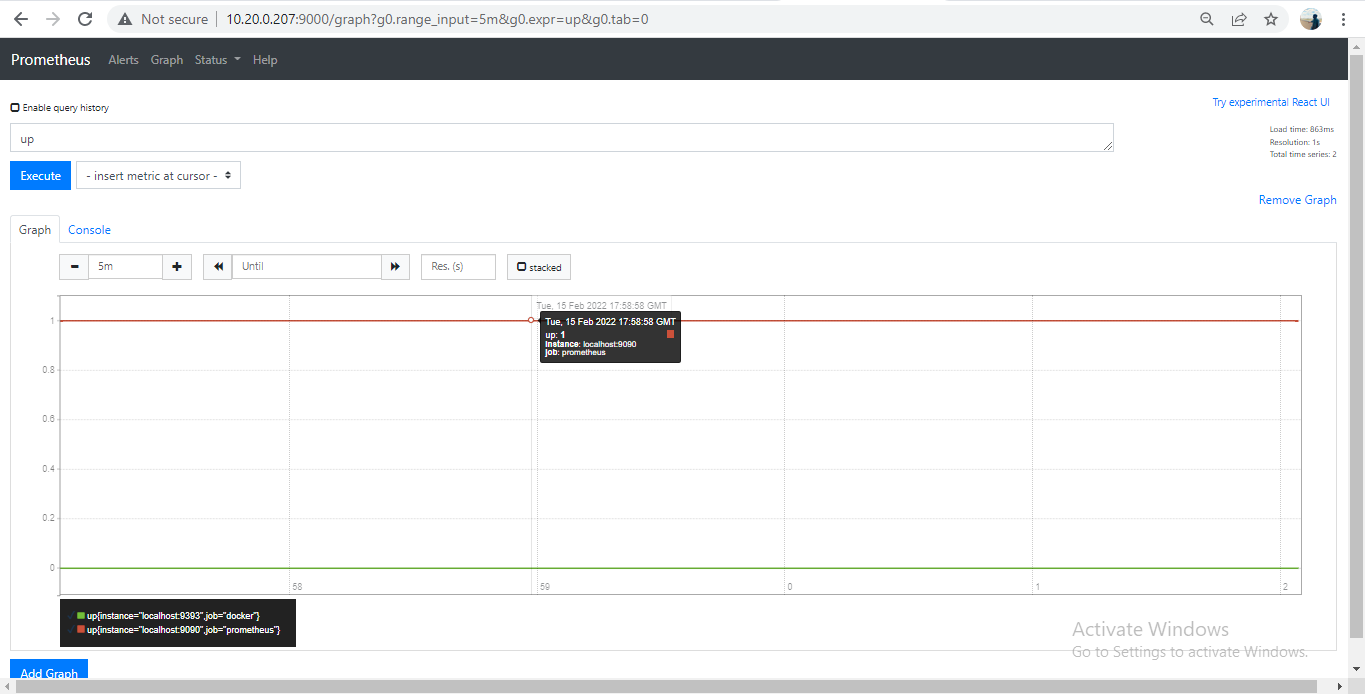 Not secure 10.20.0.207:9000/graph?g0.range_input=5m&g0.expr=up&g0.tab=0
Prometheus Alerts Graph Status Help
Enable query history
Try experimental React UI
up
Load time: 863ms
Resolution: 1s
Total time series: 2
Execute - insert metric at cursor -
Remove Graph
Graph Console
5m Until Res. (s) stacked
Tue, 15 Feb 2022 17:58:58 GMT
Tue, 15 Feb 2022 17:58:58 GMT
up: 1
instance: localhost:9090
job: prometheus
1
0.8
0.6
0.4
0.2
0
58 59 0 1 2
up{instance="localhost:9393",job="docker"}
up{instance="localhost:9090",job="prometheus"}
Activate Windows
Go to Settings to activate Windows.
Add Graph